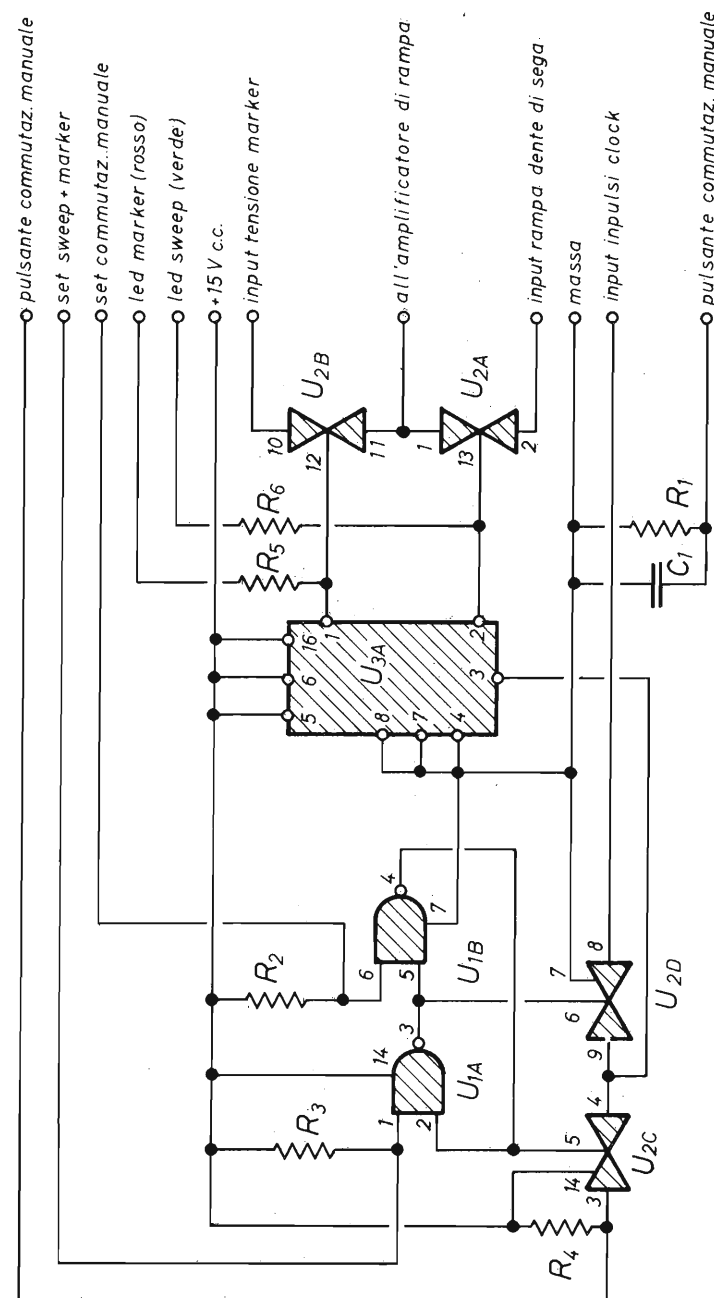 pulsante commutaz. manuale
set sweep + marker
set commutaz. manuale
led marker (rosso)
led sweep (verde)
+15 V c.c.
input tensione marker
all'amplificatore di rampa
input rampa dente di sega
massa
input inpulsi clock
pulsante commutaz. manuale
U2B
10
12
11
U2A
1
13
2
R6
R5
R1
C1
U3A
16
6
5
1
2
3
8
7
4
R2
6
5
4
7
U1B
R3
14
3
1
2
U1A
7
8
6
9
U2D
5
4
14
3
U2C
R4